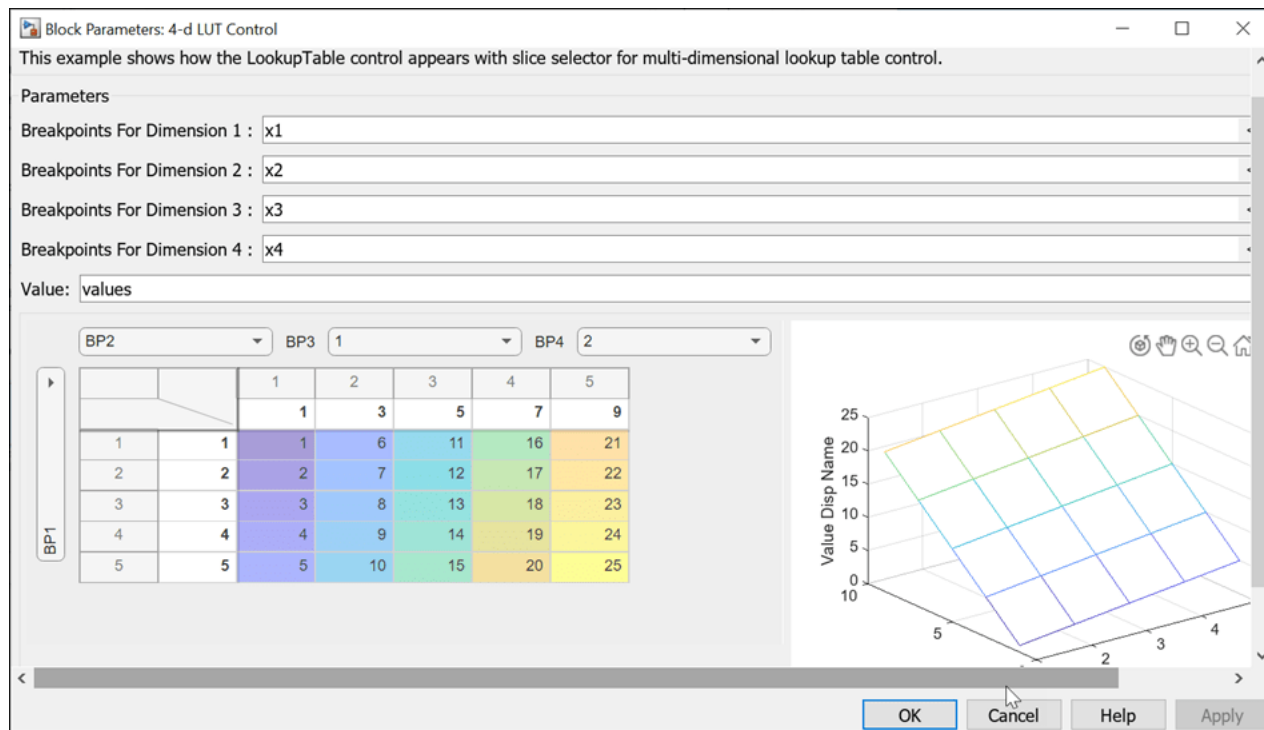 Block Parameters: 4-d LUT Control
This example shows how the LookupTable control appears with slice selector for multi-dimensional lookup table control.
Parameters
Breakpoints For Dimension 1 : x1
Breakpoints For Dimension 2 : x2
Breakpoints For Dimension 3 : x3
Breakpoints For Dimension 4 : x4
Value: values
BP2 BP3 1 BP4 2
1 2 3 4 5
1 3 5 7 9
1 1 1 6 11 16 21
2 2 2 7 12 17 22
3 3 3 8 13 18 23
4 4 4 9 14 19 24
5 5 5 10 15 20 25
BP1
Value Disp Name
25
20
15
10
5
0
10
5
2
3
4
OK Cancel Help Apply